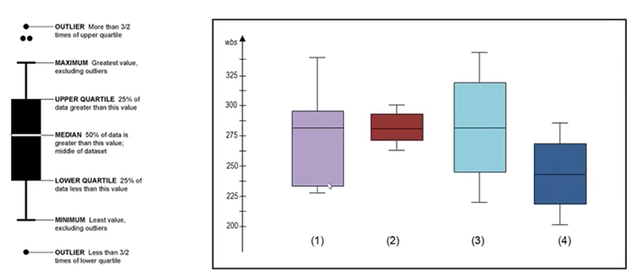 OUTLIER More than 3/2
times of upper quartile
MAXIMUM Greatest value,
excluding outliers
UPPER QUARTILE 25% of
data greater than this value
MEDIAN 50% of data is
greater than this value;
middle of dataset
LOWER QUARTILE 25% of
data less than this value
MINIMUM Least value,
excluding outliers
OUTLIER Less than 3/2
times of lower quartile
wbs
325
300
275
250
225
200
(1) (2) (3) (4)